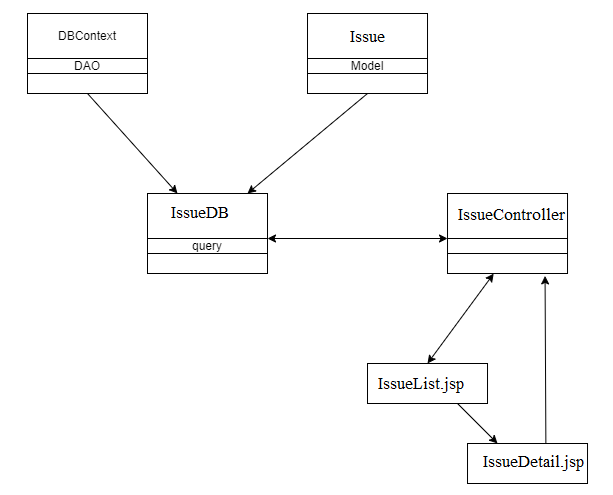 DBContext
DAO
Issue
Model
IssueDB
query
IssueController
IssueList.jsp
IssueDetail.jsp